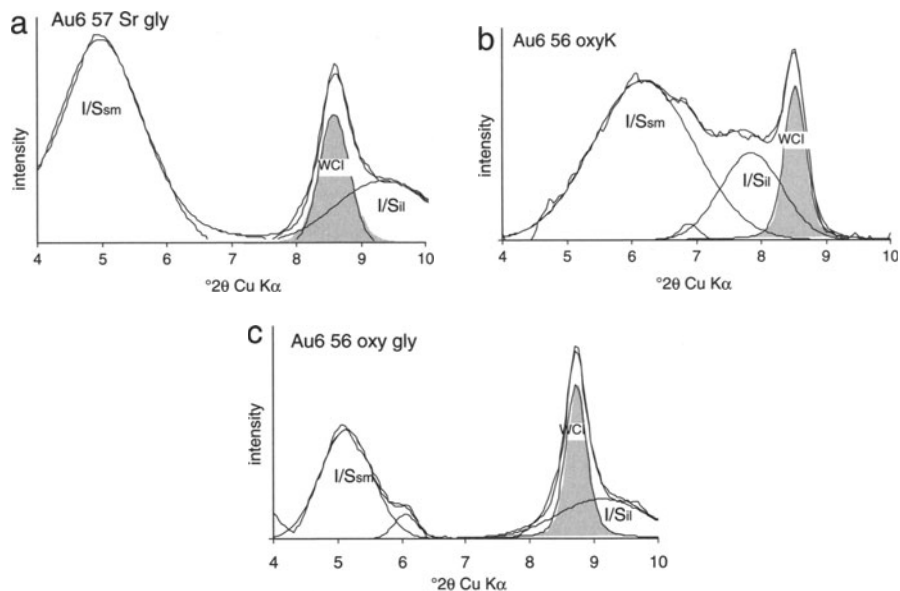 a
Au6 57 Sr gly
I/Ssm
WCI
I/Sil
intensity
4 5 6 7 8 9 10
°2θ Cu Kα
b
Au6 56 oxyK
I/Ssm
WCI
I/Sil
intensity
4 5 6 7 8 9 10
°2θ Cu Kα
c
Au6 56 oxy gly
I/Ssm
WCI
I/Sil
intensity
4 5 6 7 8 9 10
°2θ Cu Kα